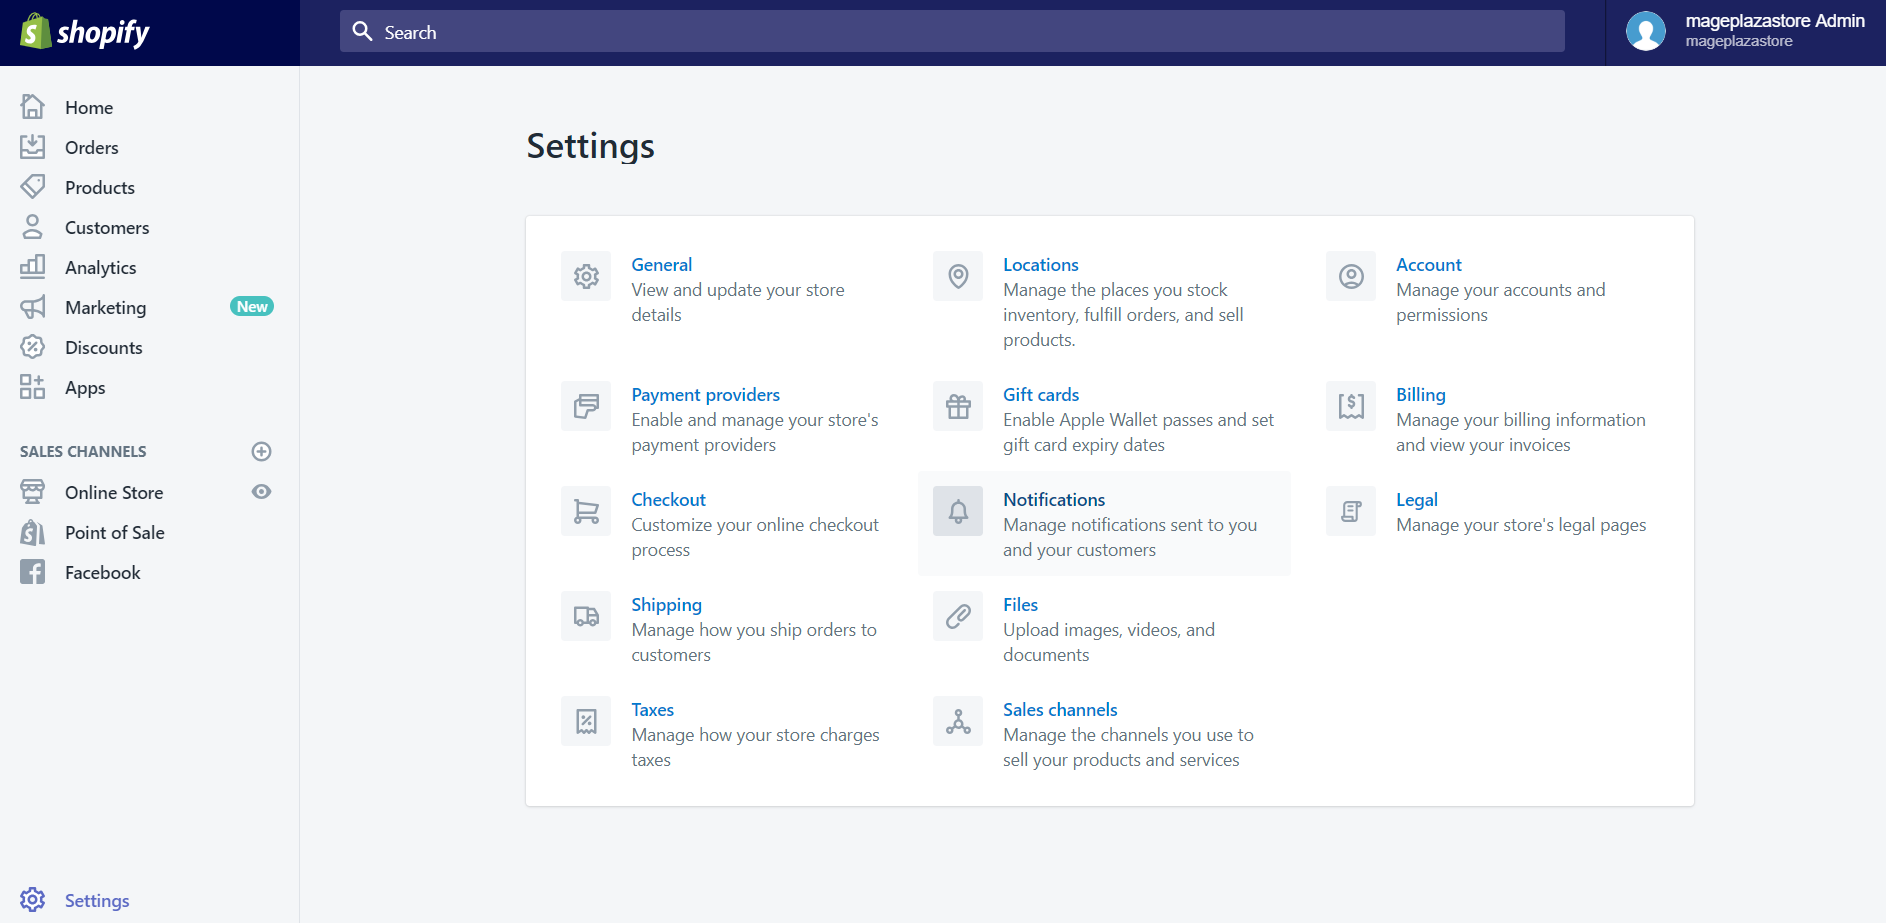 shopify
Search
mageplazastore Admin
mageplazastore
Home
Orders
Products
Customers
Analytics
Marketing New
Discounts
Apps
SALES CHANNELS
Online Store
Point of Sale
Facebook
Settings
Settings
General
View and update your store
details
Locations
Manage the places you stock
inventory, fulfill orders, and sell
products.
Account
Manage your accounts and
permissions
Payment providers
Enable and manage your store's
payment providers
Gift cards
Enable Apple Wallet passes and set
gift card expiry dates
Billing
Manage your billing information
and view your invoices
Checkout
Customize your online checkout
process
Notifications
Manage notifications sent to you
and your customers
Legal
Manage your store's legal pages
Shipping
Manage how you ship orders to
customers
Files
Upload images, videos, and
documents
Taxes
Manage how your store charges
taxes
Sales channels
Manage the channels you use to
sell your products and services